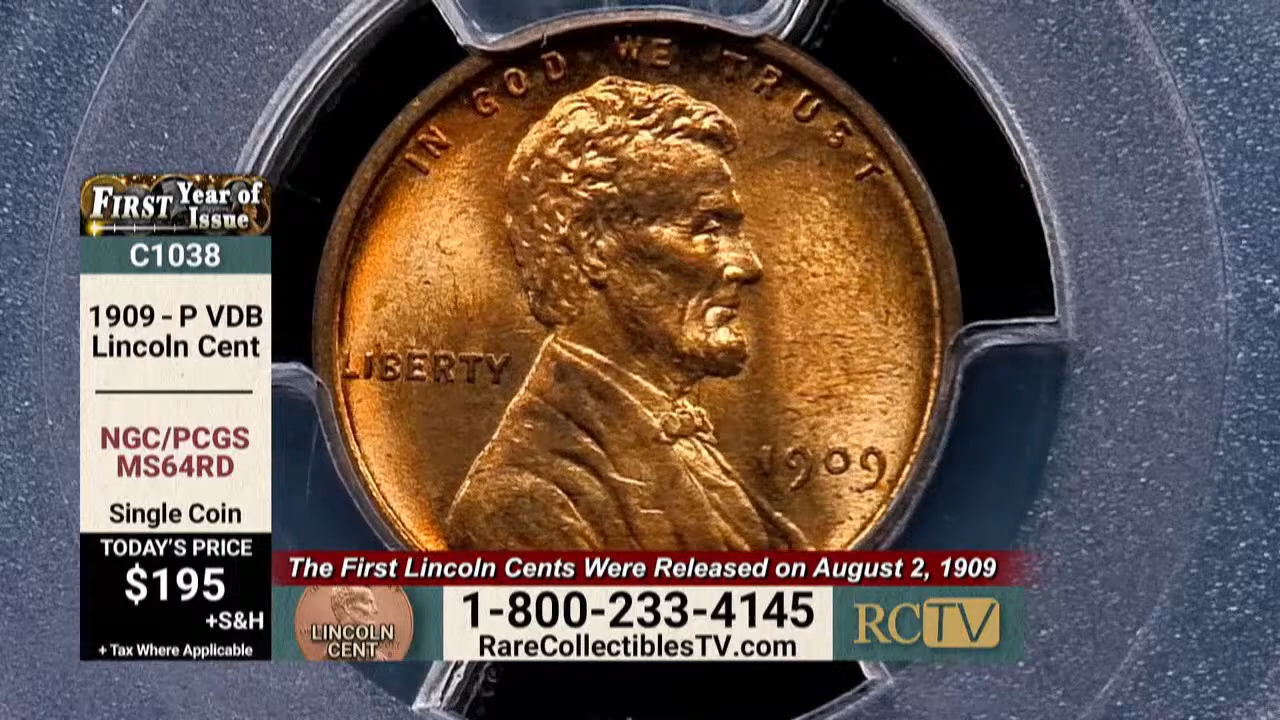 IN GOD WE TRUST
LIBERTY
1909
FIRST Year of
Issue
C1038
1909 - P VDB
Lincoln Cent
NGC/PCGS
MS64RD
Single Coin
TODAY'S PRICE
$195
+S&H
+ Tax Where Applicable
The First Lincoln Cents Were Released on August 2, 1909
LINCOLN
CENT
1-800-233-4145
RareCollectiblesTV.com
RCTV